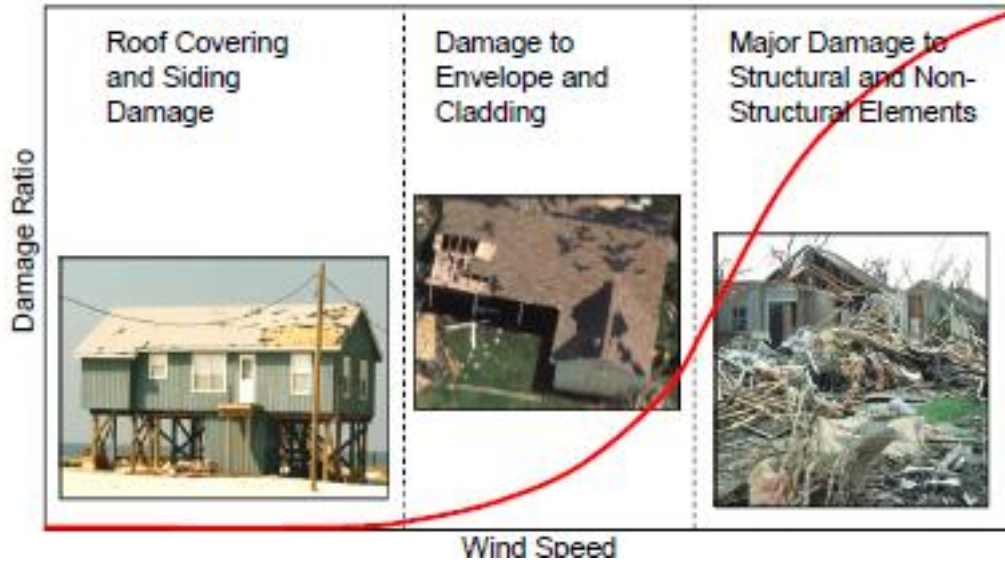 Roof Covering
and Siding
Damage
Damage to
Envelope and
Cladding
Major Damage to
Structural and Non-
Structural Elements
Damage Ratio
Wind Speed